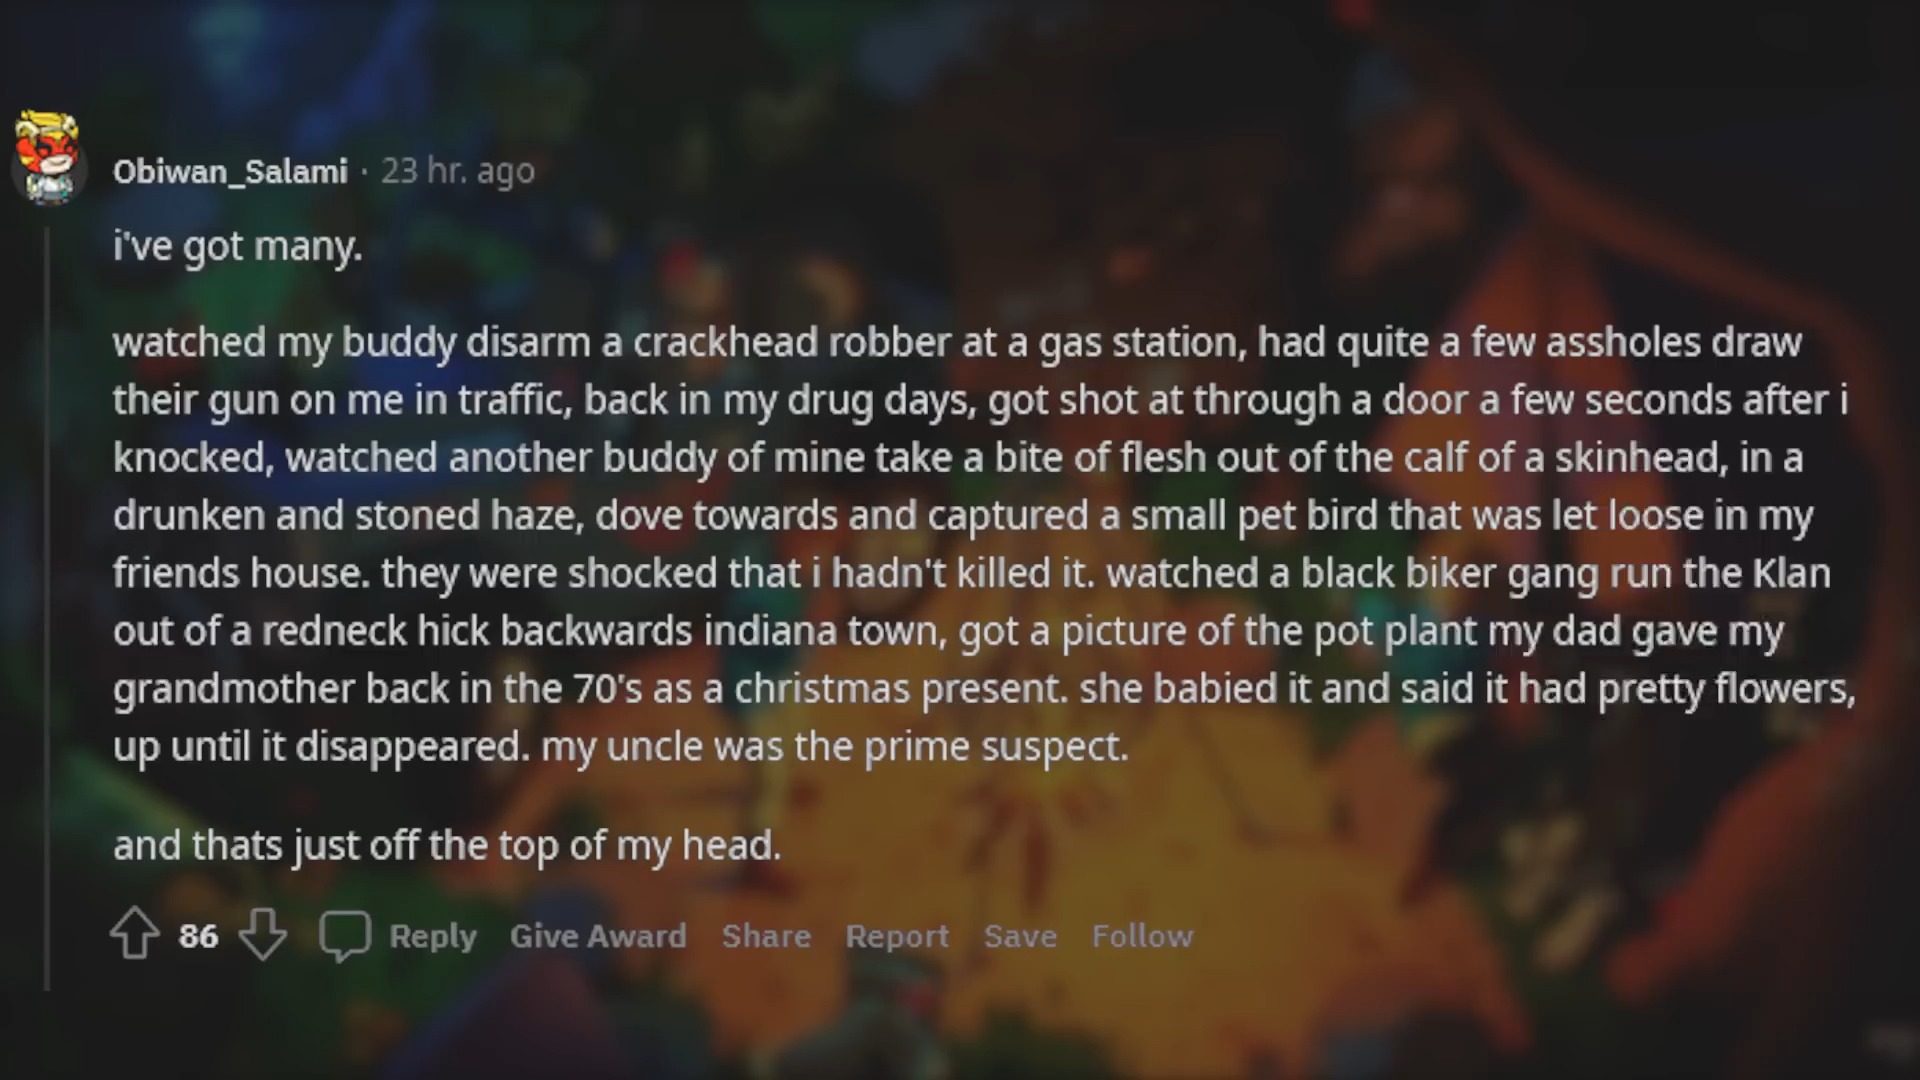 Obiwan_Salami · 23 hr. ago
i've got many.
watched my buddy disarm a crackhead robber at a gas station, had quite a few assholes draw
their gun on me in traffic, back in my drug days, got shot at through a door a few seconds after i
knocked, watched another buddy of mine take a bite of flesh out of the calf of a skinhead, in a
drunken and stoned haze, dove towards and captured a small pet bird that was let loose in my
friends house. they were shocked that i hadn't killed it. watched a black biker gang run the Klan
out of a redneck hick backwards indiana town, got a picture of the pot plant my dad gave my
grandmother back in the 70's as a christmas present. she babied it and said it had pretty flowers,
up until it disappeared. my uncle was the prime suspect.
and thats just off the top of my head.
86 Reply Give Award Share Report Save Follow